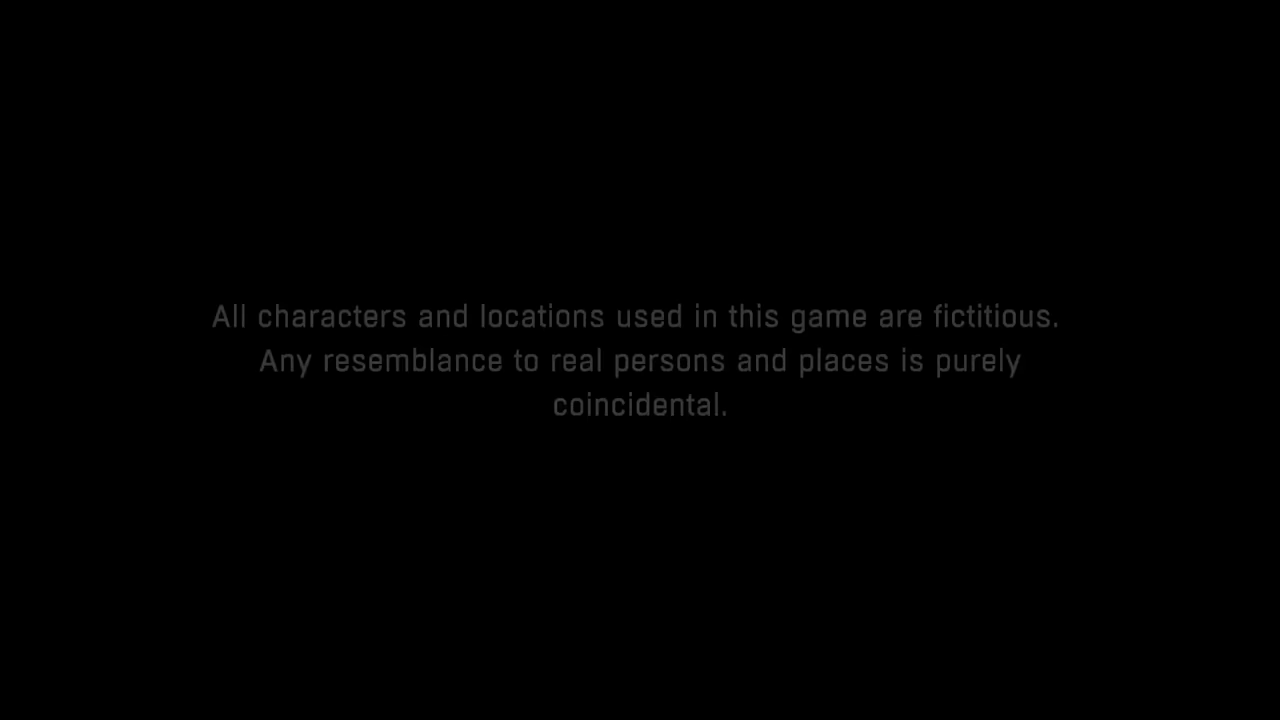 All characters and locations used in this game are fictitious.
Any resemblance to real persons and places is purely
coincidental.